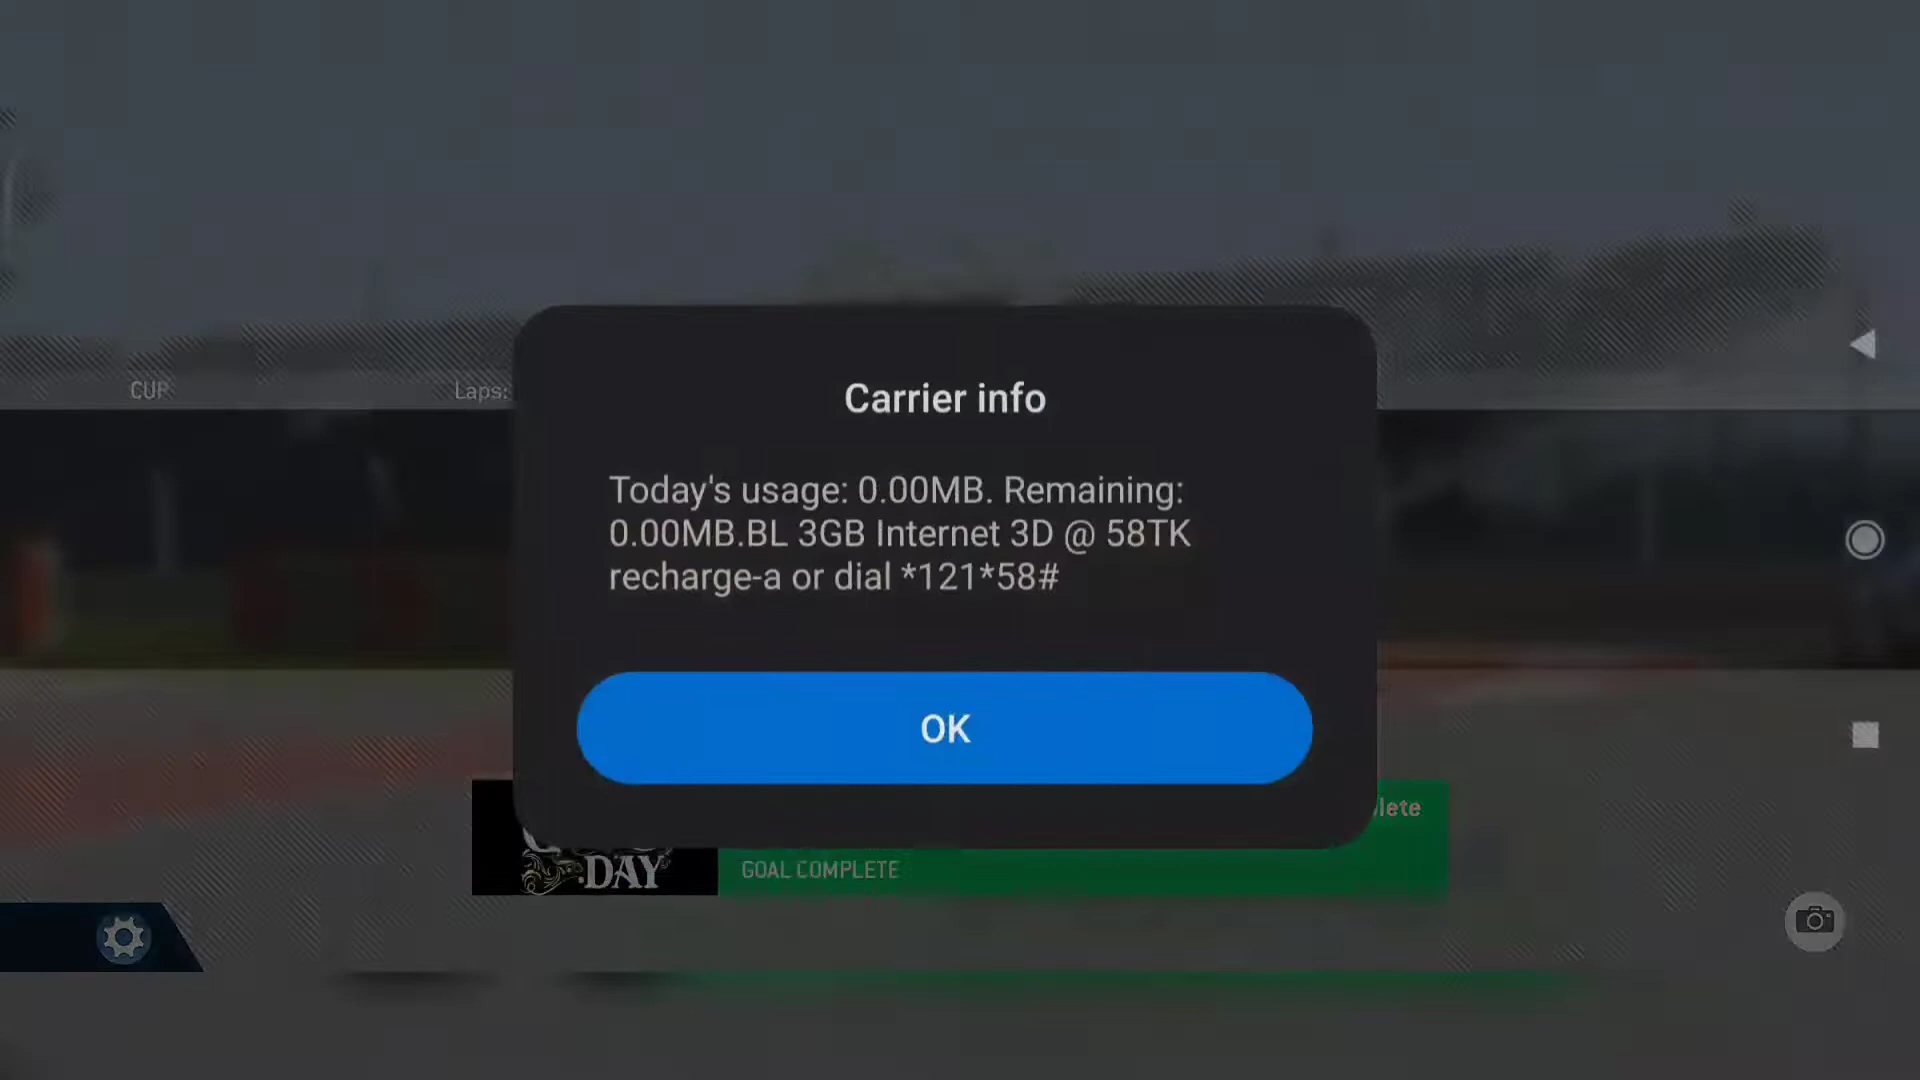 CUP
Laps:
Carrier info
Today's usage: 0.00MB. Remaining:
0.00MB.BL 3GB Internet 3D @ 58TK
recharge-a or dial *121*58#
OK
lete
DAY
GOAL COMPLETE